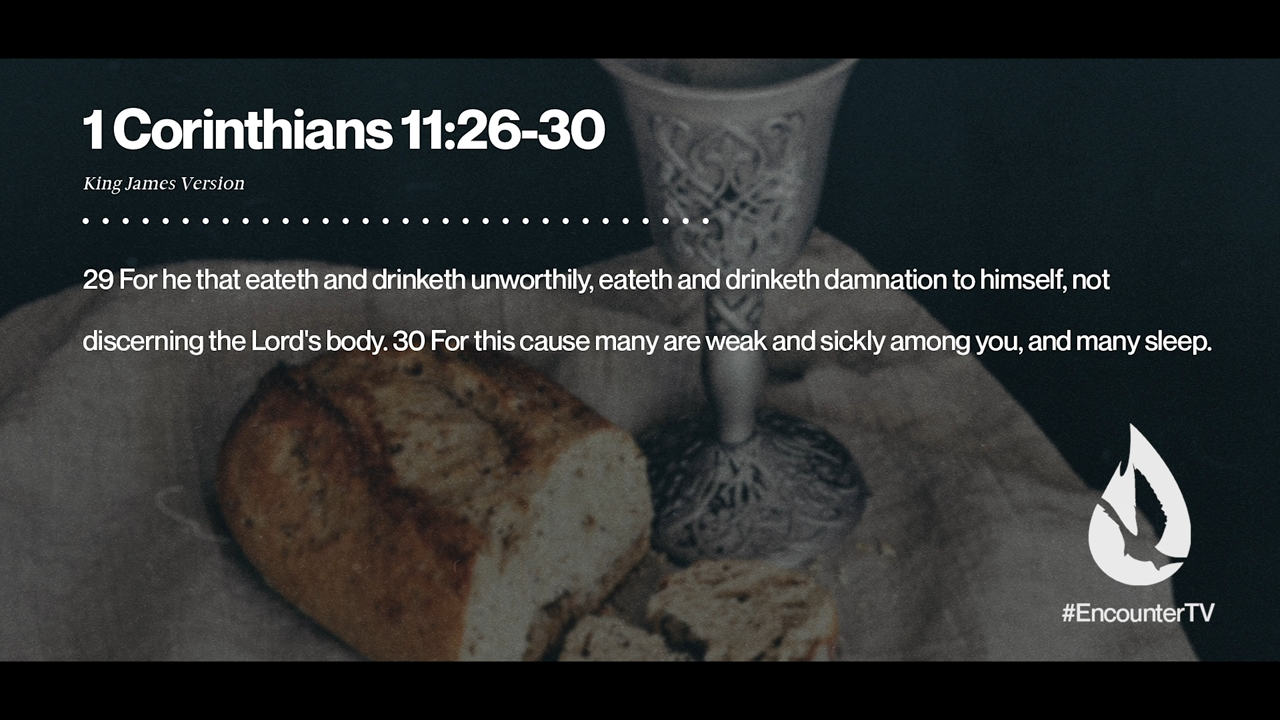 1 Corinthians 11:26-30
King James Version
29 For he that eateth and drinketh unworthily, eateth and drinketh damnation to himself, not
discerning the Lord's body. 30 For this cause many are weak and sickly among you, and many sleep.
#EncounterTV